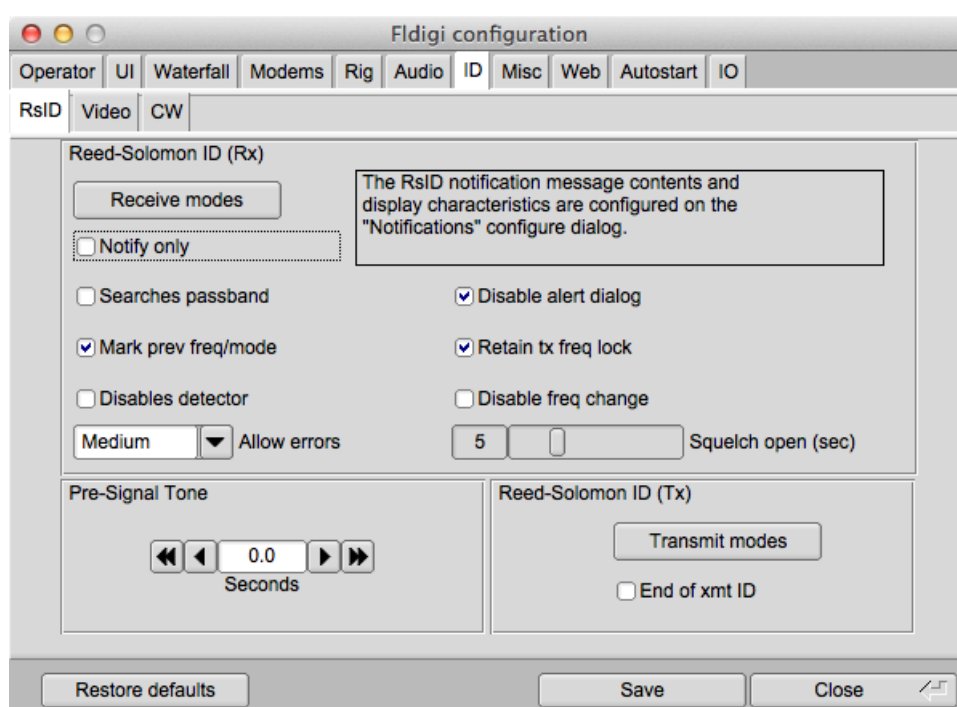 Fldigi configuration
Operator UI Waterfall Modems Rig Audio ID Misc Web Autostart IO
RsID Video CW
Reed-Solomon ID (Rx)
Receive modes
The RsID notification message contents and
display characteristics are configured on the
"Notifications" configure dialog.
Notify only
Searches passband
Disable alert dialog
Mark prev freq/mode
Retain tx freq lock
Disables detector
Disable freq change
Medium Allow errors
5 Squelch open (sec)
Pre-Signal Tone
0.0
Seconds
Reed-Solomon ID (Tx)
Transmit modes
End of xmt ID
Restore defaults Save Close